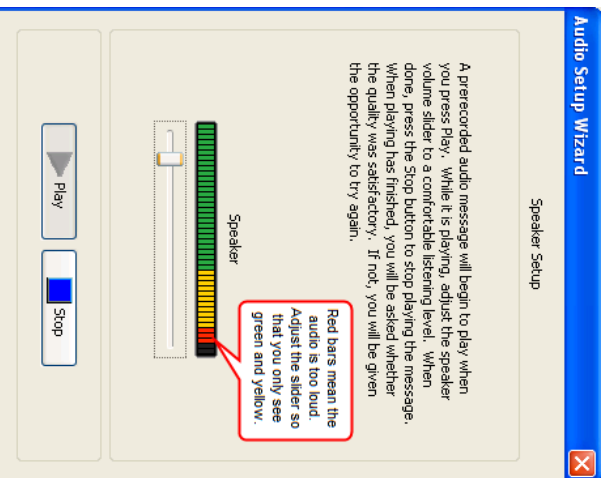 Audio Setup Wizard
Speaker Setup
A prerecorded audio message will begin to play when
you press Play. While it is playing, adjust the speaker
volume slider to a comfortable listening level. When
done, press the Stop button to stop playing the message.
When playing has finished, you will be asked whether
the quality was satisfactory. If not, you will be given
the opportunity to try again.
Red bars mean the
audio is too loud.
Adjust the slider so
that you only see
green and yellow.
Speaker
Play
Stop